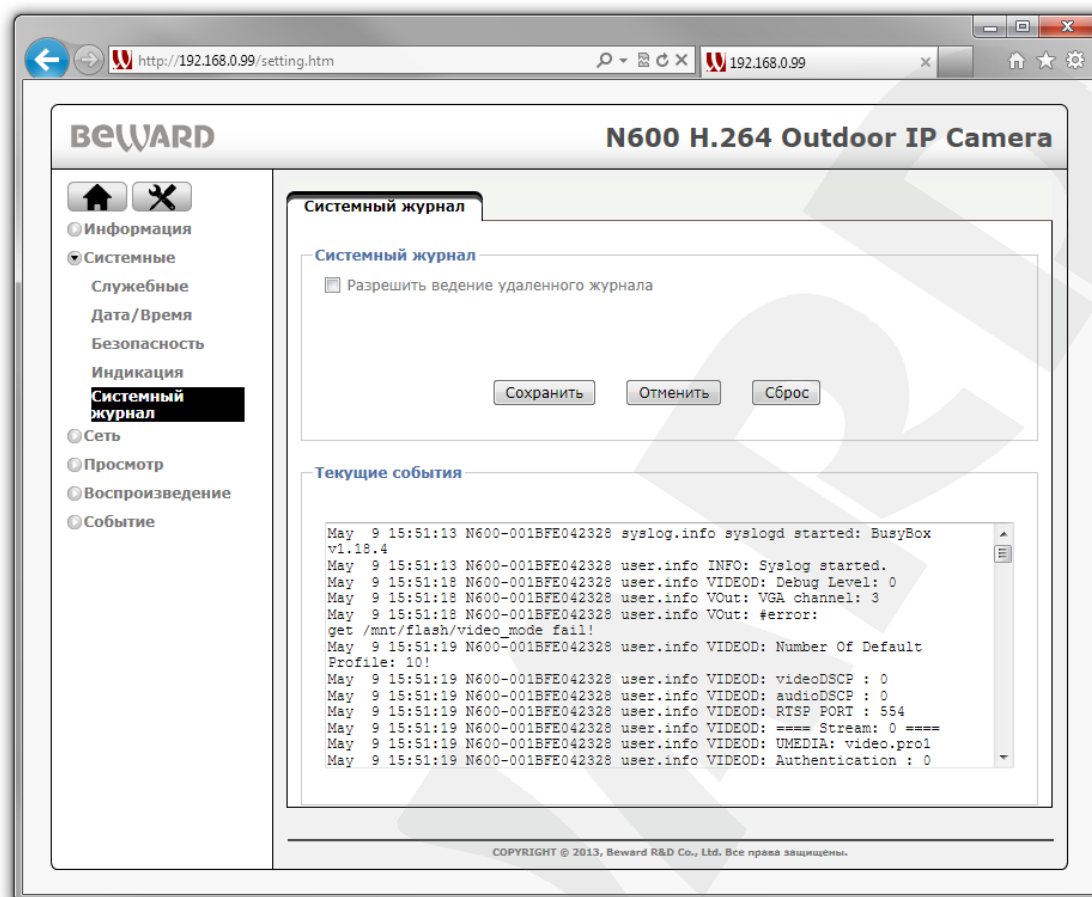 http://192.168.0.99/setting.htm
192.168.0.99
BEWARD
N600 H.264 Outdoor IP Camera
Информация
Системные
Служебные
Дата/Время
Безопасность
Индикация
Системный
журнал
Сеть
Просмотр
Воспроизведение
Событие
Системный журнал
Системный журнал
Разрешить ведение удаленного журнала
Сохранить Отменить Сброс
Текущие события
May  9 15:51:13 N600-001BFE042328 syslog.info syslogd started: BusyBox
v1.18.4
May  9 15:51:13 N600-001BFE042328 user.info INFO: Syslog started.
May  9 15:51:18 N600-001BFE042328 user.info VIDEOD: Debug Level: 0
May  9 15:51:18 N600-001BFE042328 user.info VOut: VGA channel: 3
May  9 15:51:18 N600-001BFE042328 user.info VOut: #error:
get /mnt/flash/video_mode fail!
May  9 15:51:19 N600-001BFE042328 user.info VIDEOD: Number Of Default
Profile: 10!
May  9 15:51:19 N600-001BFE042328 user.info VIDEOD: videoDSCP : 0
May  9 15:51:19 N600-001BFE042328 user.info VIDEOD: audioDSCP : 0
May  9 15:51:19 N600-001BFE042328 user.info VIDEOD: RTSP PORT : 554
May  9 15:51:19 N600-001BFE042328 user.info VIDEOD: ==== Stream: 0 ====
May  9 15:51:19 N600-001BFE042328 user.info VIDEOD: UMEDIA: video.pro1
May  9 15:51:19 N600-001BFE042328 user.info VIDEOD: Authentication : 0
COPYRIGHT © 2013, Beward R&D Co., Ltd. Все права защищены.